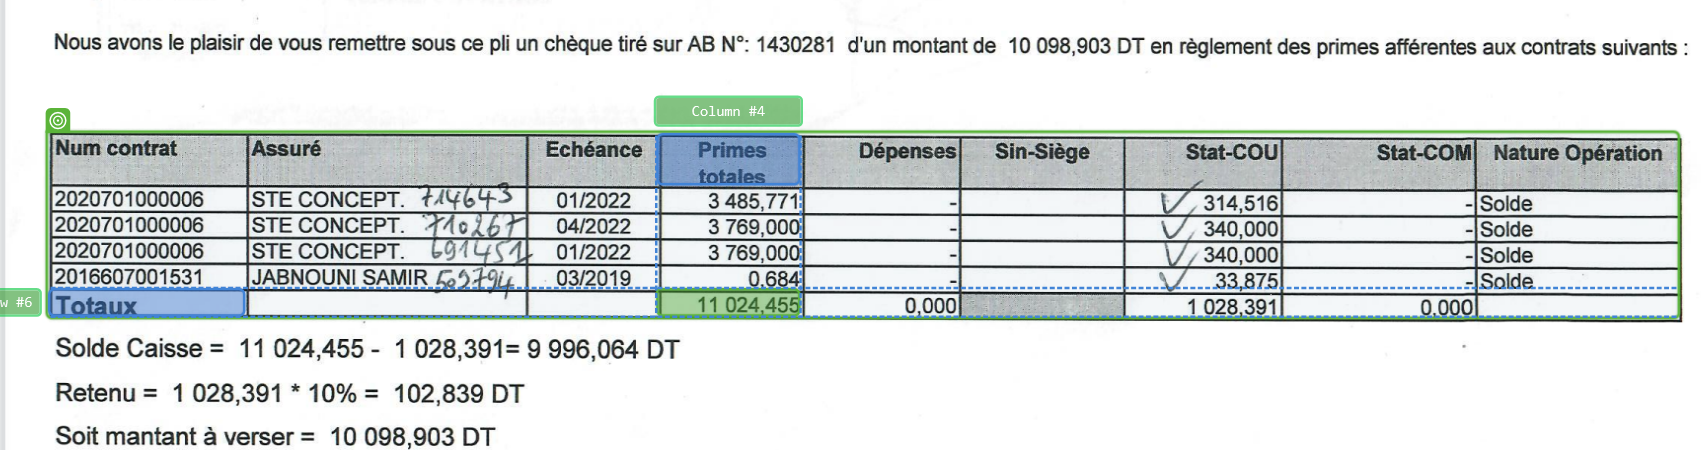 Nous avons le plaisir de vous remettre sous ce pli un chèque tiré sur AB N°: 1430281 d'un montant de 10 098,903 DT en règlement des primes afférentes aux contrats suivants :
Column #4
Num contrat Assuré Echéance Primes totales Dépenses Sin-Siège Stat-COU Stat-COM Nature Opération
2020701000006 STE CONCEPT. 714643 01/2022 3 485,771 - 314,516 - Solde
2020701000006 STE CONCEPT. 710267 04/2022 3 769,000 - 340,000 - Solde
2020701000006 STE CONCEPT. 691451 01/2022 3 769,000 - 340,000 - Solde
2016607001531 JABNOUNI SAMIR 503794 03/2019 0,684 - 33,875 - Solde
w #6 Totaux 11 024,455 0,000 1 028,391 0,000
Solde Caisse = 11 024,455 - 1 028,391= 9 996,064 DT
Retenu = 1 028,391 * 10% = 102,839 DT
Soit mantant à verser = 10 098,903 DT